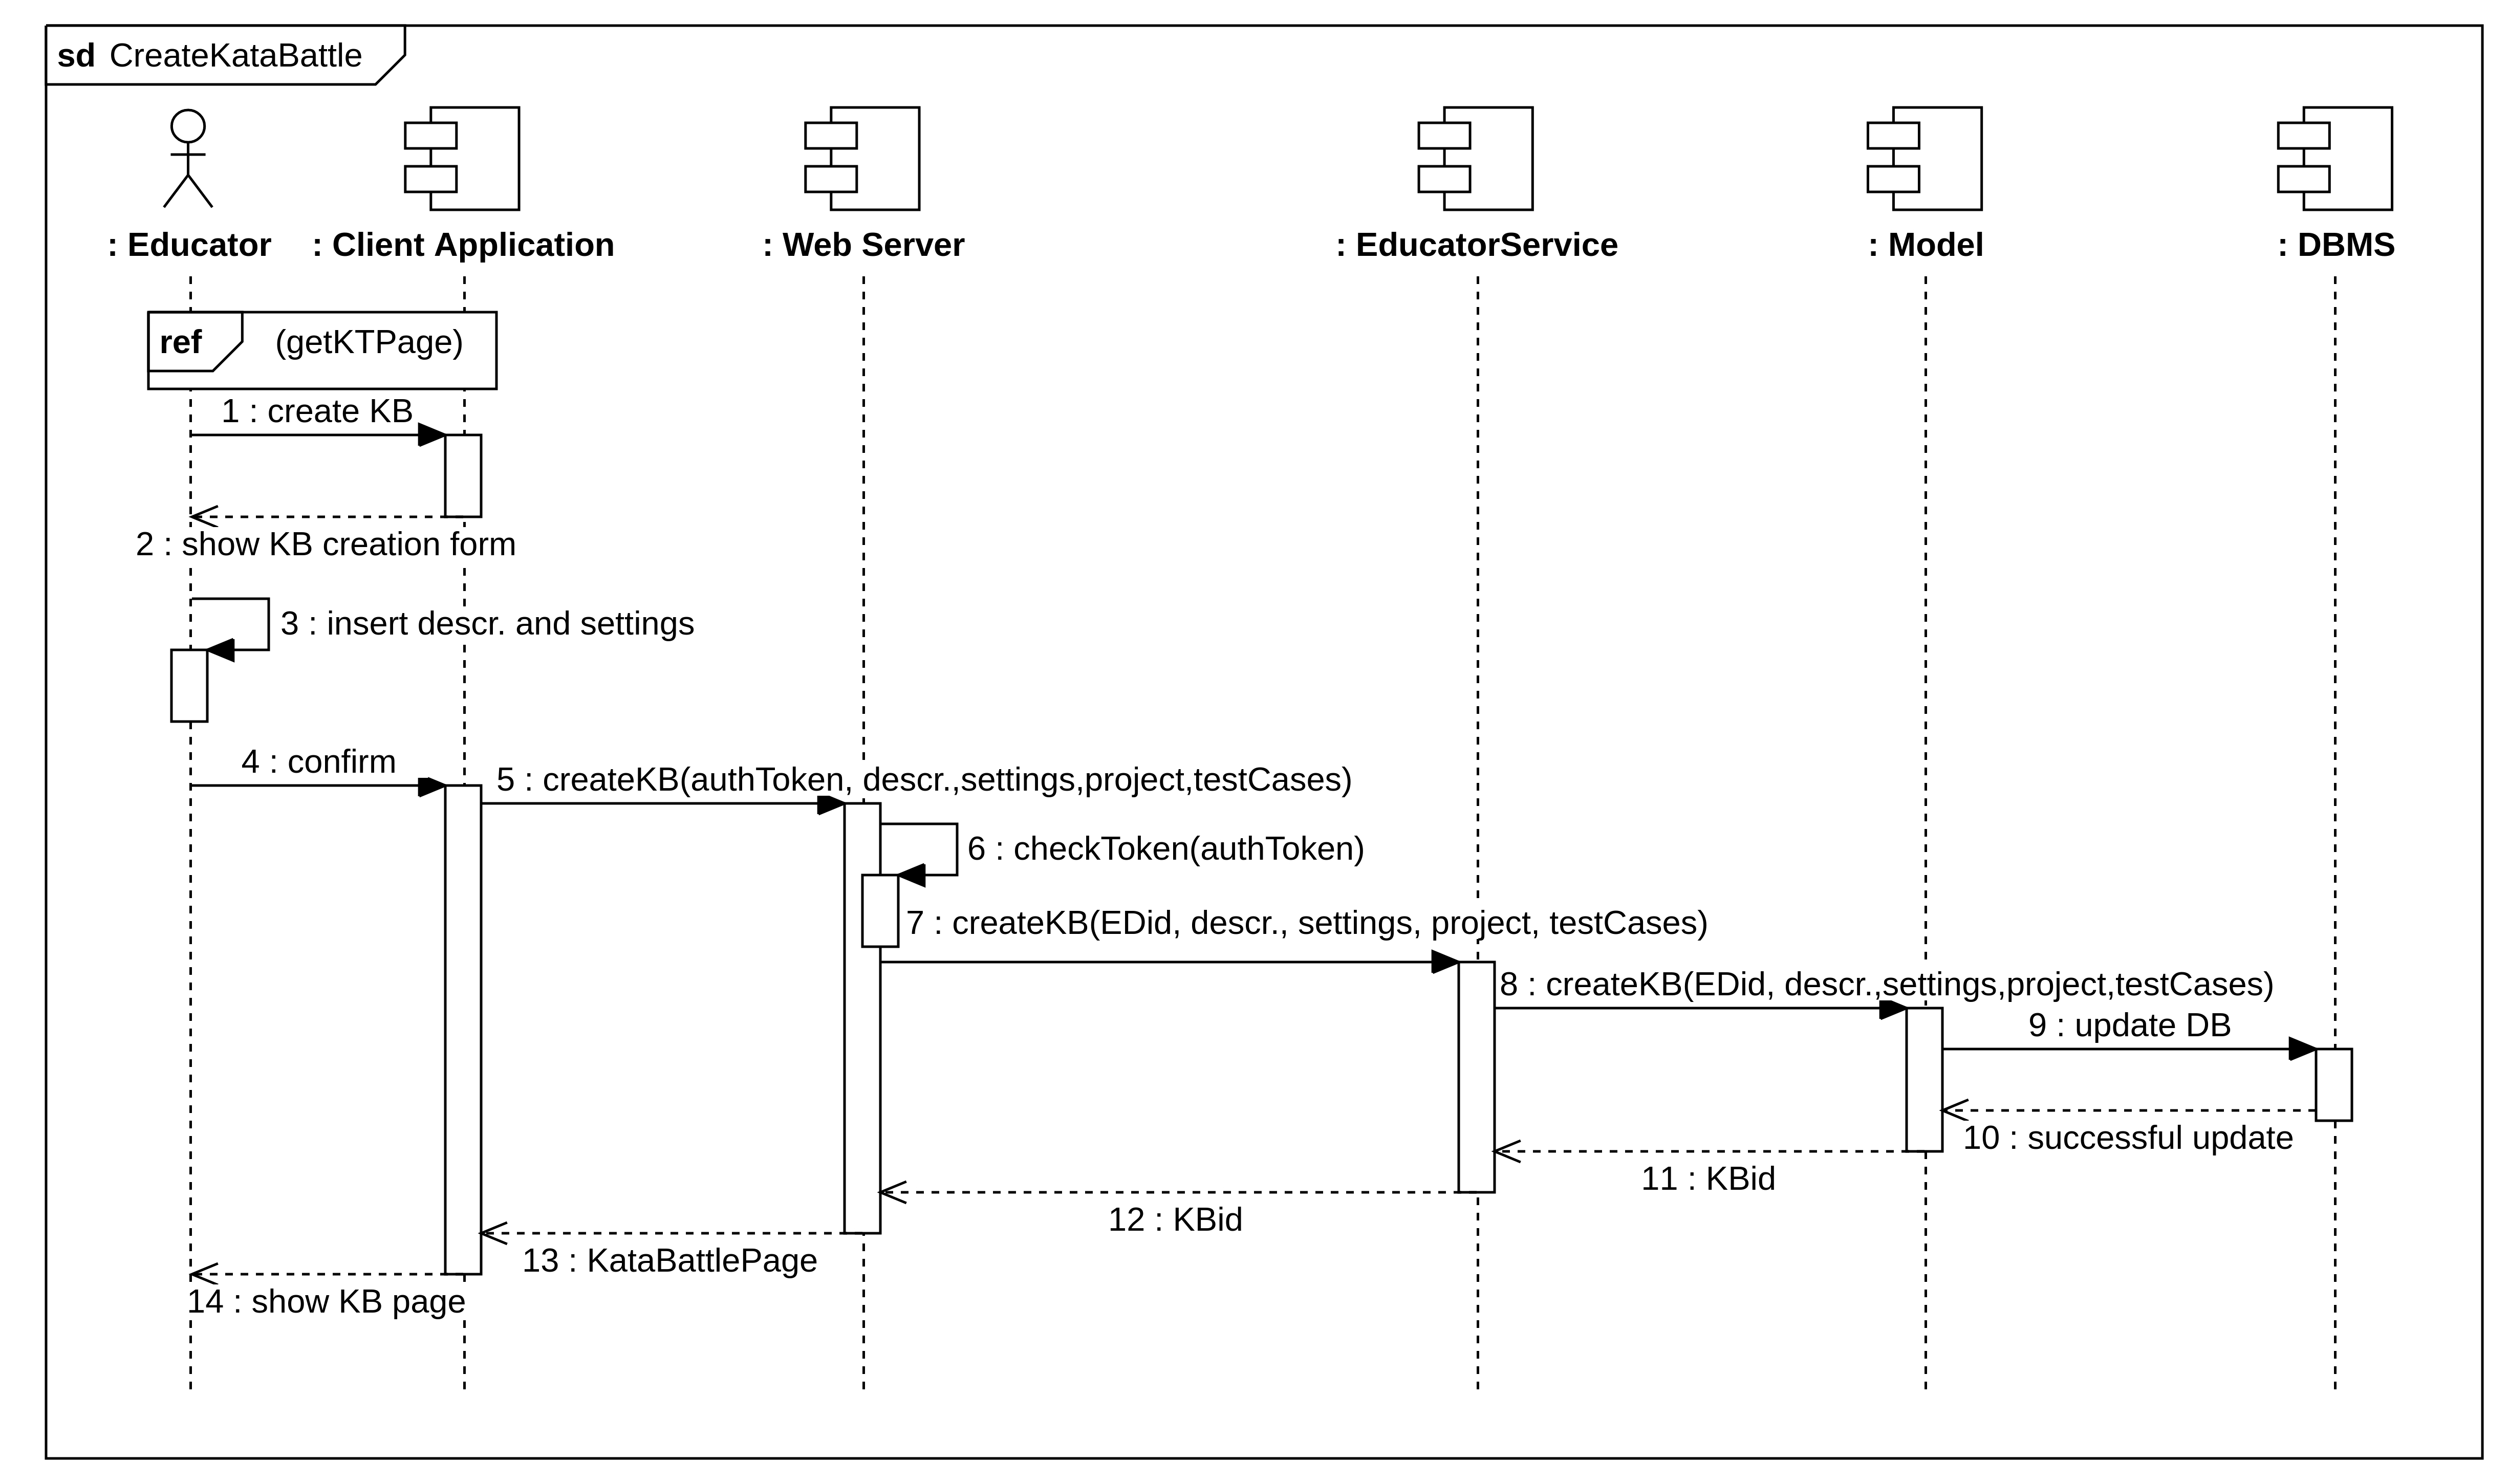 sd CreateKataBattle
: Educator
: Client Application
: Web Server
: EducatorService
: Model
: DBMS
ref (getKTPage)
1 : create KB
2 : show KB creation form
3 : insert descr. and settings
4 : confirm
5 : createKB(authToken, descr.,settings,project,testCases)
6 : checkToken(authToken)
7 : createKB(EDid, descr., settings, project, testCases)
8 : createKB(EDid, descr.,settings,project,testCases)
9 : update DB
10 : successful update
11 : KBid
12 : KBid
13 : KataBattlePage
14 : show KB page